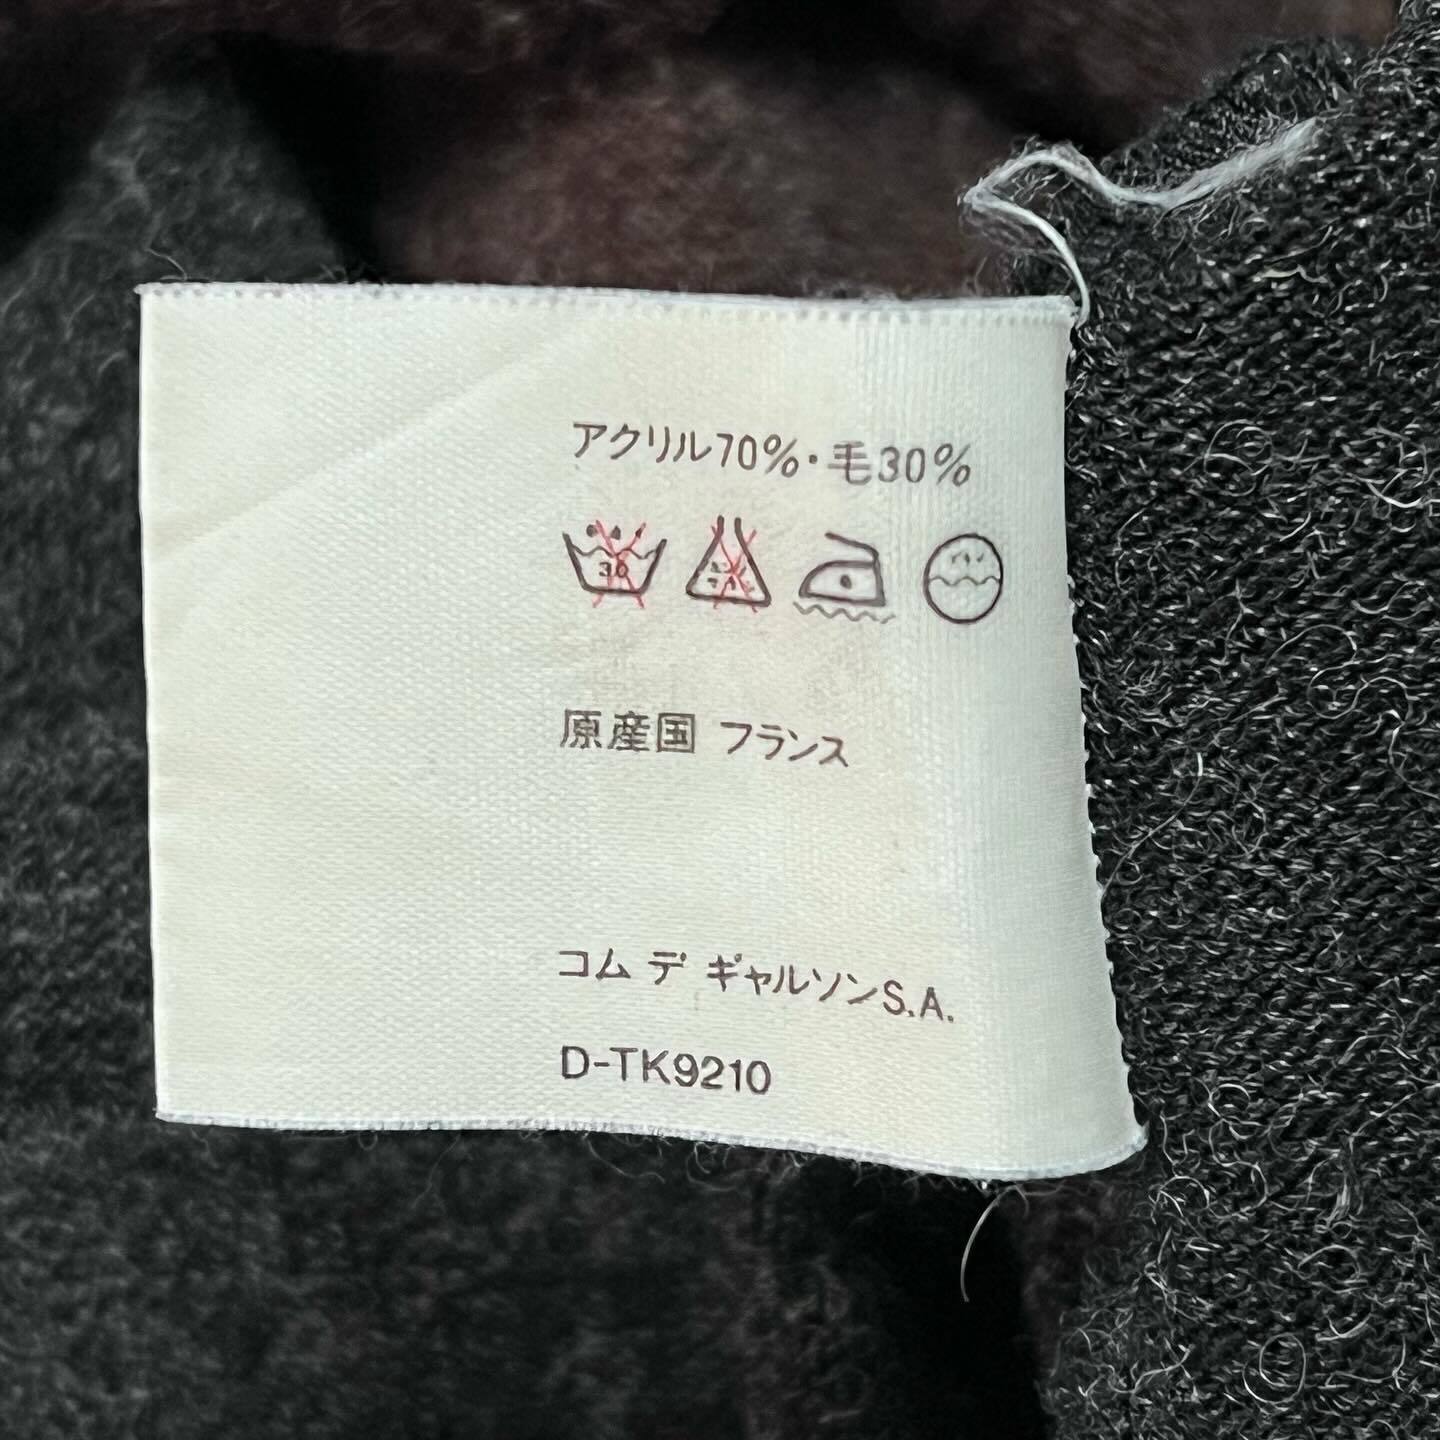 アクリル70%・毛30%
30
原産国 フランス
コム デ ギャルソンS.A.
D-TK9210